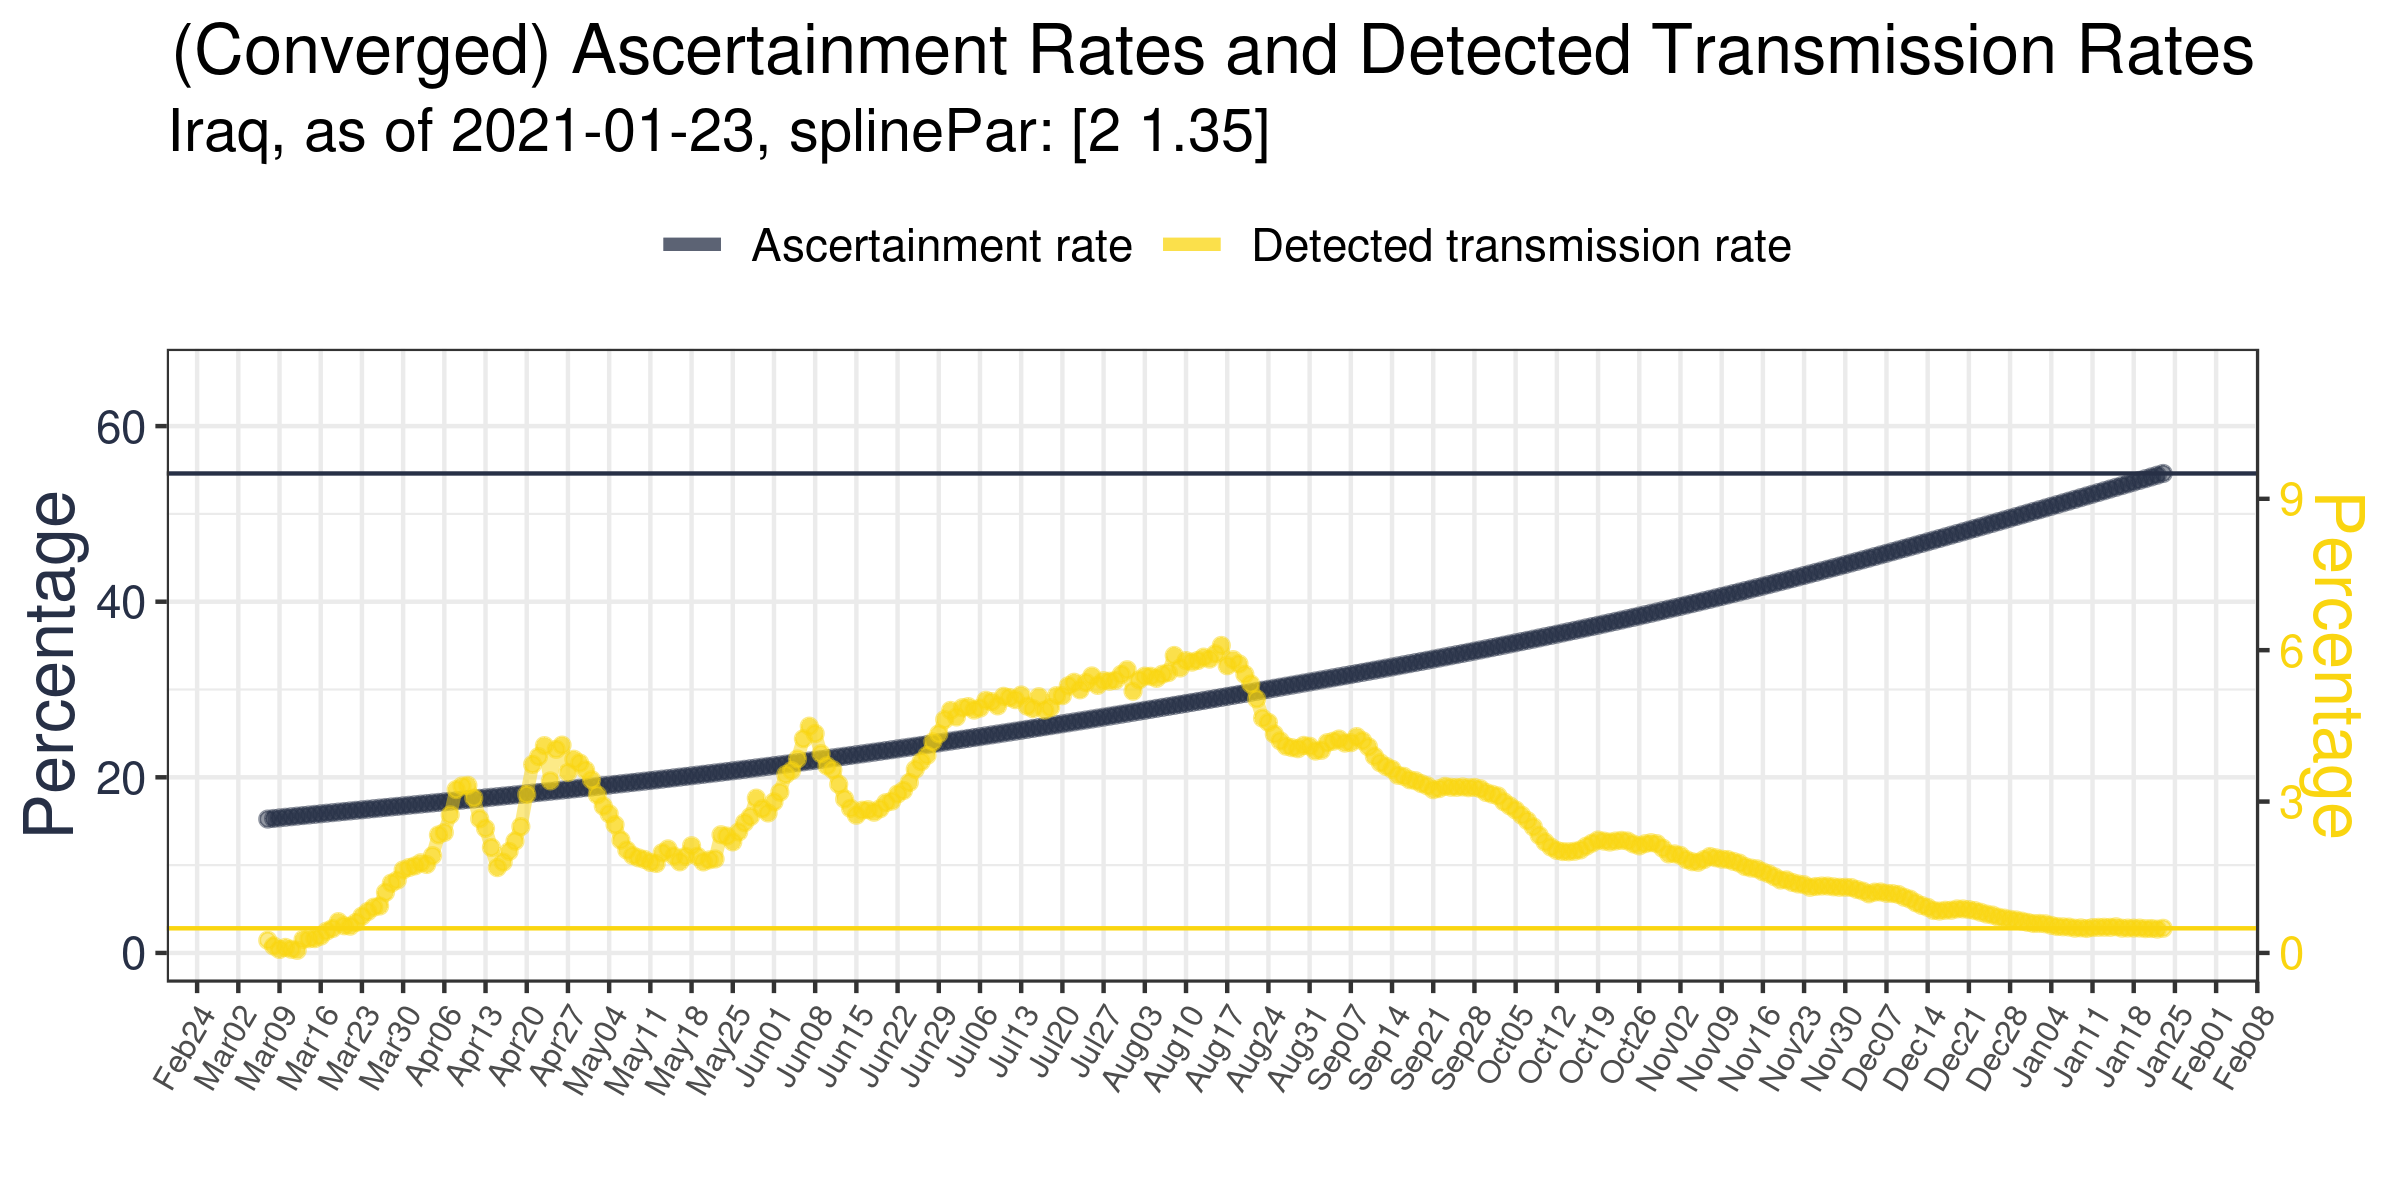 (Converged) Ascertainment Rates and Detected Transmission Rates
Iraq, as of 2021-01-23, splinePar: [2 1.35]
Ascertainment rate
Detected transmission rate
Percentage
60
40
20
0
9
6
3
0
Percentage
Feb24
Mar02
Mar09
Mar16
Mar23
Mar30
Apr06
Apr13
Apr20
Apr27
May04
May11
May18
May25
Jun01
Jun08
Jun15
Jun22
Jun29
Jul06
Jul13
Jul20
Jul27
Aug03
Aug10
Aug17
Aug24
Aug31
Sep07
Sep14
Sep21
Sep28
Oct05
Oct12
Oct19
Oct26
Nov02
Nov09
Nov16
Nov23
Nov30
Dec07
Dec14
Dec21
Dec28
Jan04
Jan11
Jan18
Jan25
Feb01
Feb08